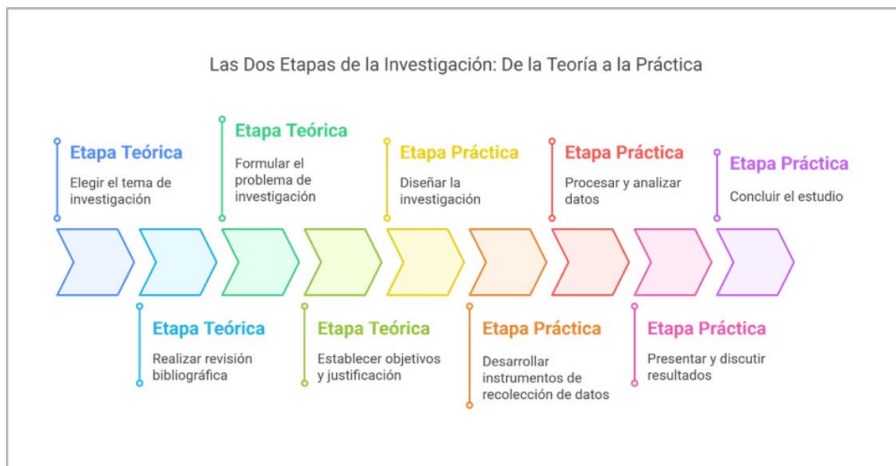 Las Dos Etapas de la Investigación: De la Teoría a la Práctica
Etapa Teórica
Elegir el tema de
investigación
Etapa Teórica
Realizar revisión
bibliográfica
Etapa Teórica
Formular el
problema de
investigación
Etapa Teórica
Establecer objetivos
y justificación
Etapa Práctica
Diseñar la
investigación
Etapa Práctica
Desarrollar
instrumentos de
recolección de datos
Etapa Práctica
Procesar y analizar
datos
Etapa Práctica
Presentar y discutir
resultados
Etapa Práctica
Concluir el estudio